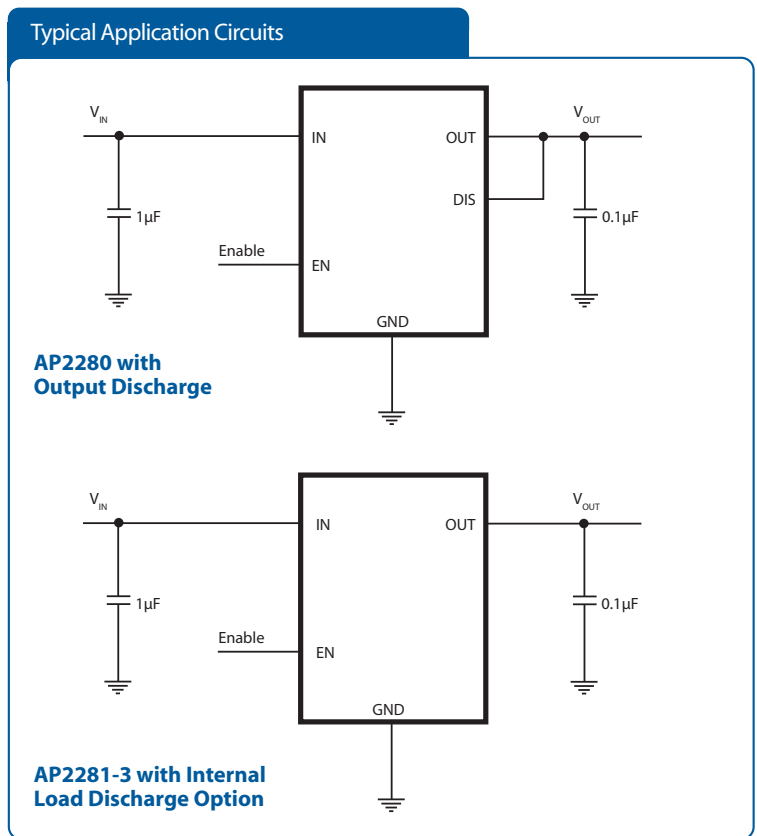 Typical Application Circuits
VIN
VOUT
IN
OUT
DIS
1µF
0.1µF
Enable
EN
GND
AP2280 with
Output Discharge
VIN
VOUT
IN
OUT
1µF
0.1µF
Enable
EN
GND
AP2281-3 with Internal
Load Discharge Option